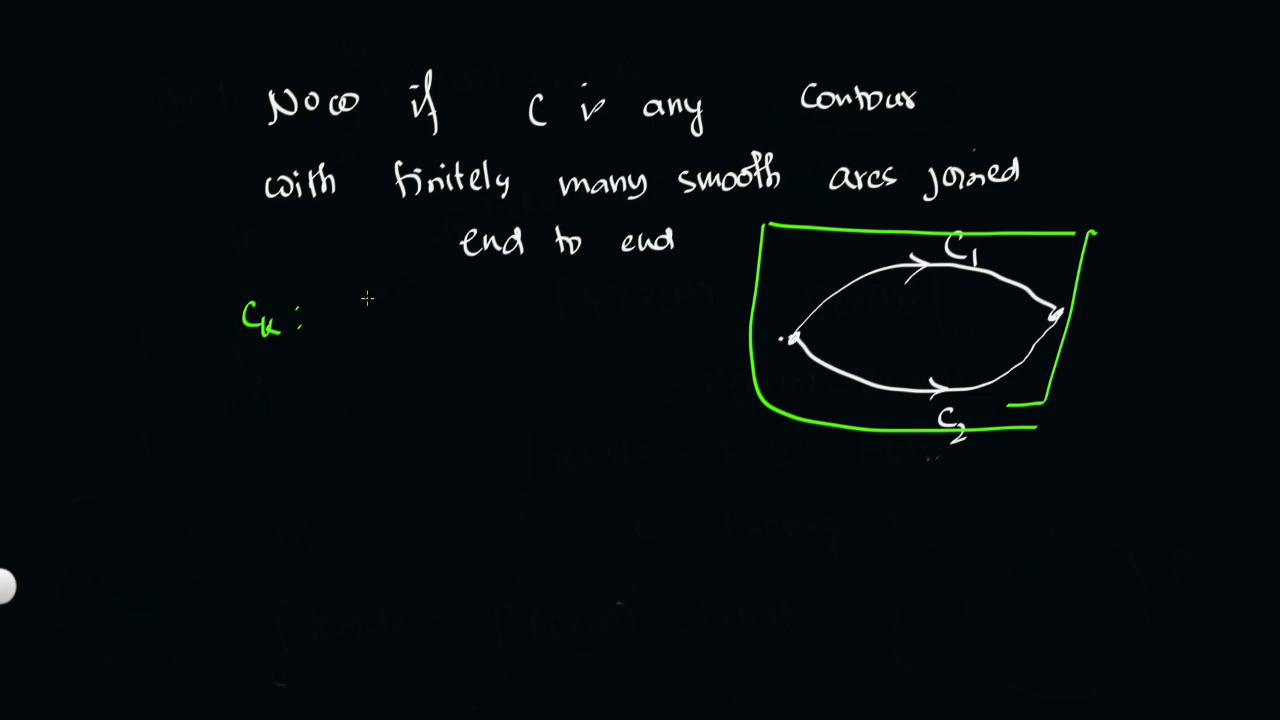 Now if C is any contour
with finitely many smooth arcs joined
end to end
C₁
Cₖ :
C₂